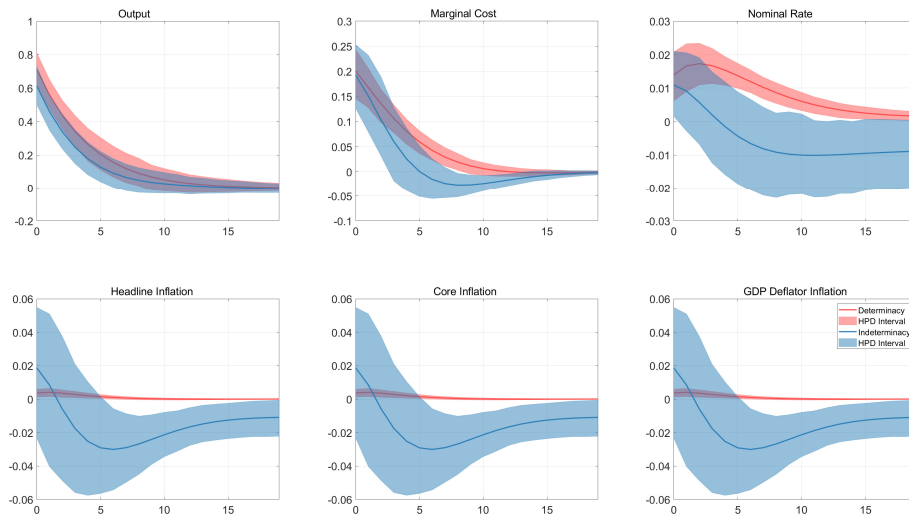 Output
1
0.8
0.6
0.4
0.2
0
-0.2
0 5 10 15
Marginal Cost
0.3
0.25
0.20
0.15
0.1
0.05
0
-0.05
-0.1
0 5 10 15
Nominal Rate
0.03
0.02
0.01
0
-0.01
-0.02
-0.03
0 5 10 15
Headline Inflation
0.06
0.04
0.02
0
-0.02
-0.04
-0.06
0 5 10 15
Core Inflation
0.06
0.04
0.02
0
-0.02
-0.04
-0.06
0 5 10 15
GDP Deflator Inflation
0.06
0.04
0.02
0
-0.02
-0.04
-0.06
0 5 10 15
Determinacy
HPD Interval
Indeterminacy
HPD Interval